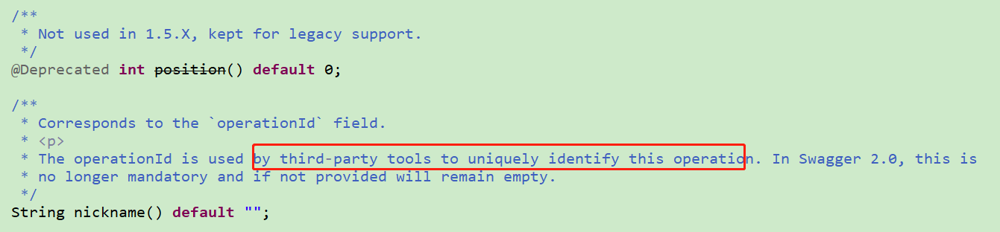 /**
 * Not used in 1.5.X, kept for legacy support.
 */
@Deprecated int position() default 0;
/**
 * Corresponds to the `operationId` field.
 * <p>
 * The operationId is used by third-party tools to uniquely identify this operation. In Swagger 2.0, this is
 * no longer mandatory and if not provided will remain empty.
 */
String nickname() default "";